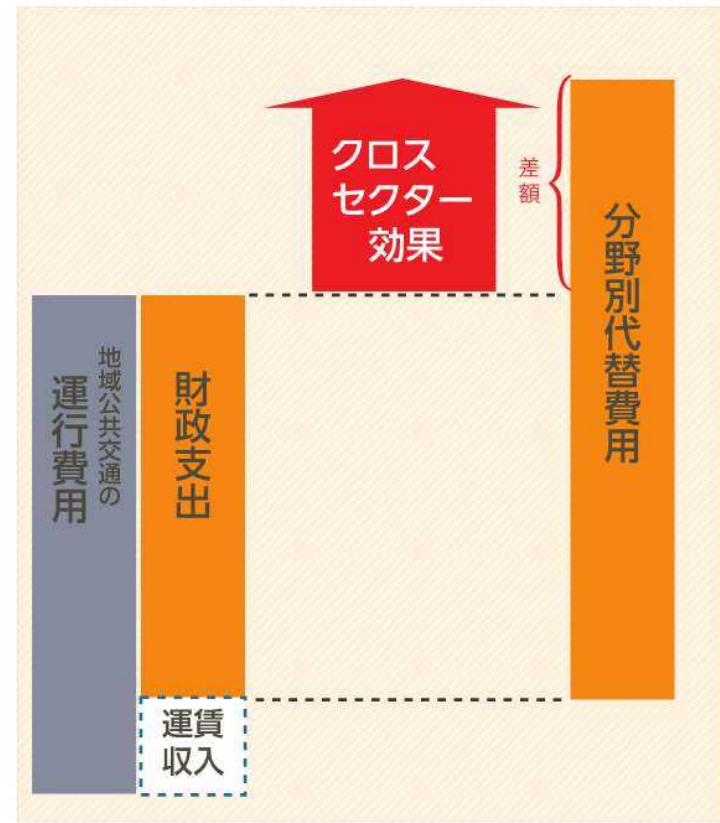 クロス
セクター
効果
差額
分野別代替費用
地域公共交通の
運行費用
財政支出
運賃
収入